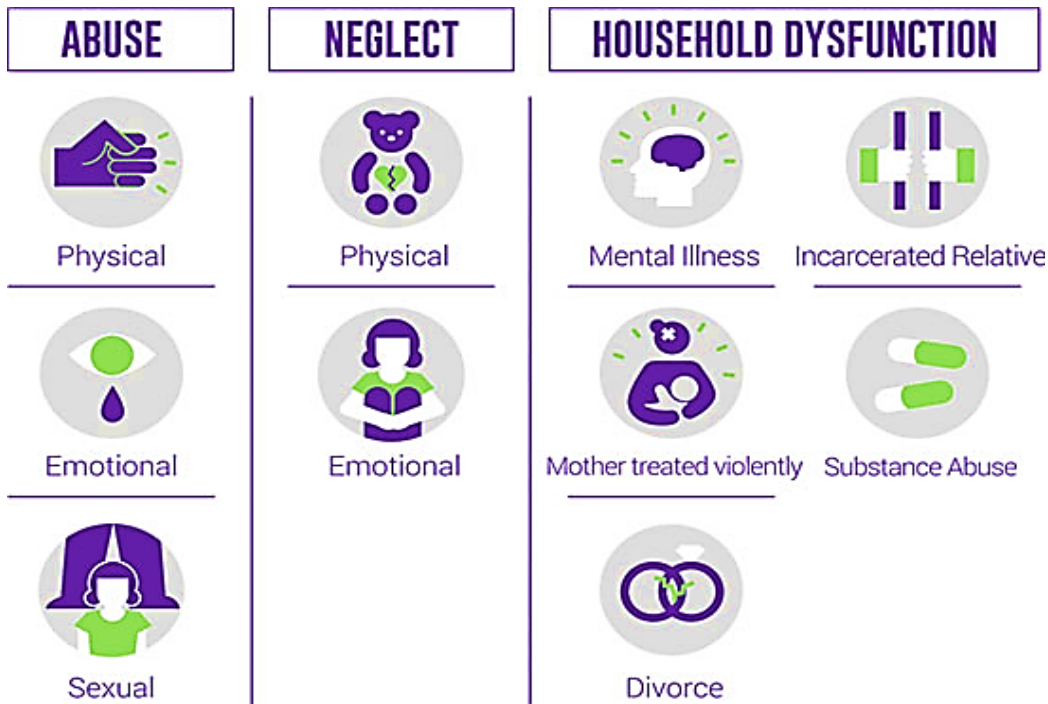 ABUSE
Physical
Emotional
Sexual
NEGLECT
Physical
Emotional
HOUSEHOLD DYSFUNCTION
Mental Illness
Incarcerated Relative
Mother treated violently
Substance Abuse
Divorce